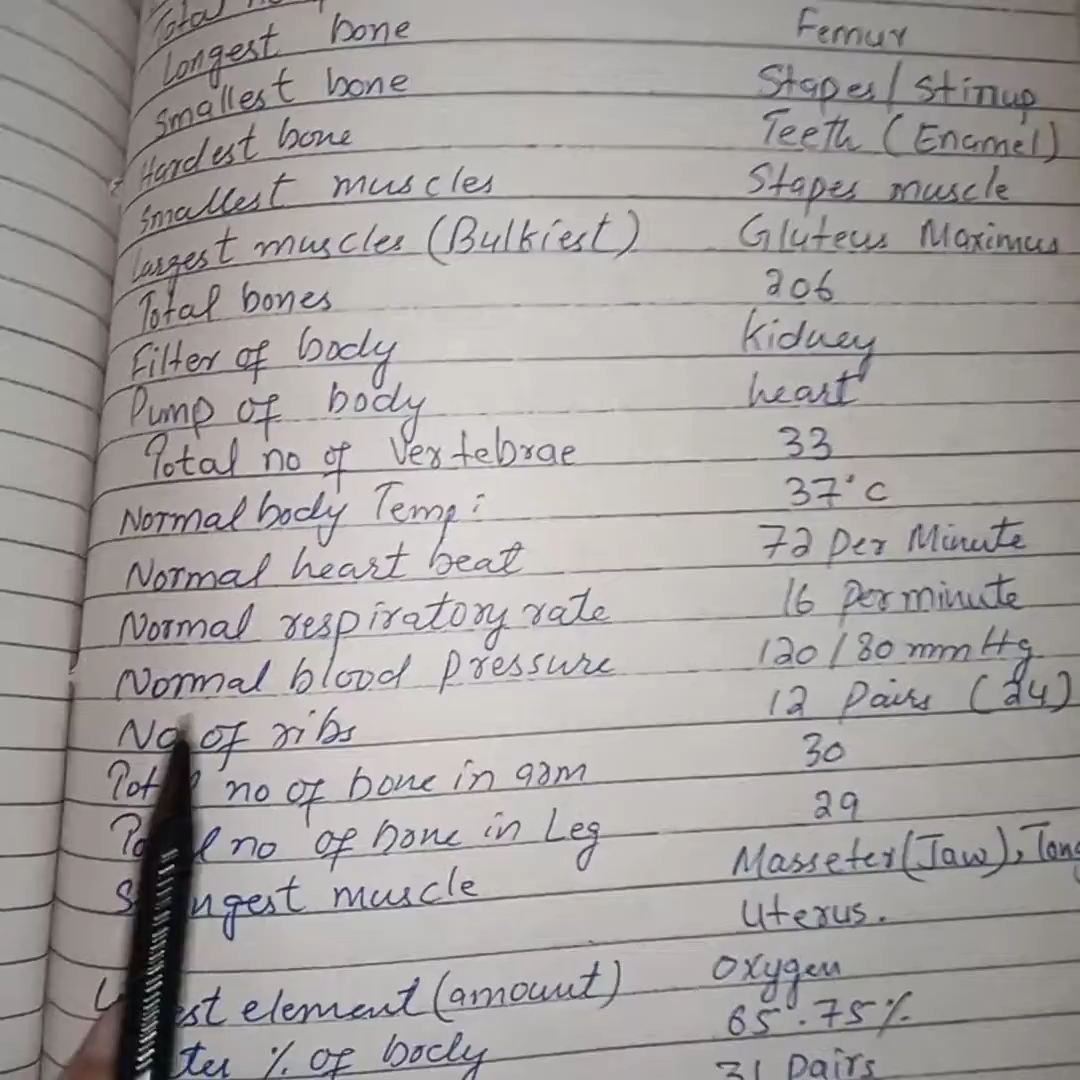 Total no
Longest bone Femur
Smallest bone Stapes / Stirrup
Hardest bone Teeth (Enamel)
Smallest muscles Stapes muscle
Largest muscles (Bulkiest) Gluteus Maximus
Total bones 206
Filter of body Kidney
Pump of body heart
Total no of Vertebrae 33
Normal body Temp: 37°C
Normal heart beat 72 per Minute
Normal respiratory rate 16 per minute
Normal blood pressure 120/80 mm Hg
No of ribs 12 pairs (24)
no of bone in arm 30
no of bone in Leg 29
muscle Masseter (Jaw), Tong
Uterus.
element (amount) Oxygen
% of body 65.75%
31 pairs